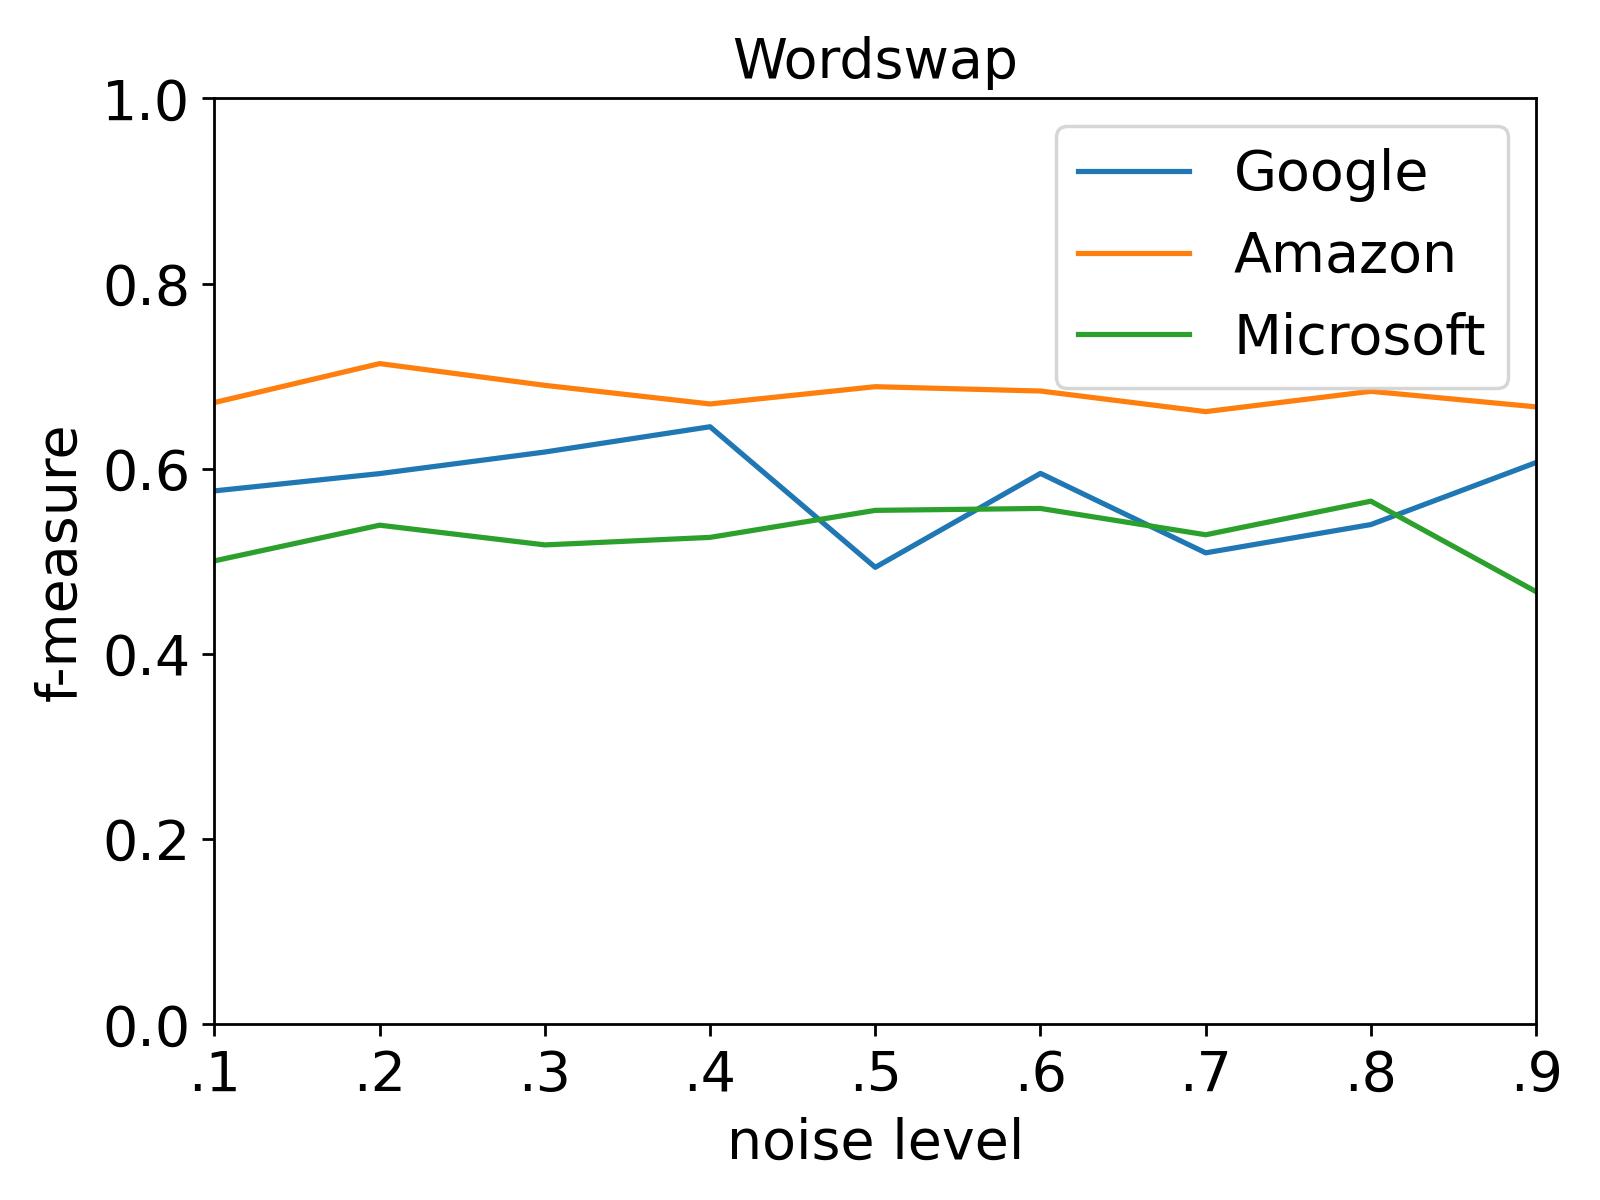 Wordswap
1.0
0.8
0.6
0.4
0.2
0.0
f-measure
Google
Amazon
Microsoft
.1 .2 .3 .4 .5 .6 .7 .8 .9
noise level